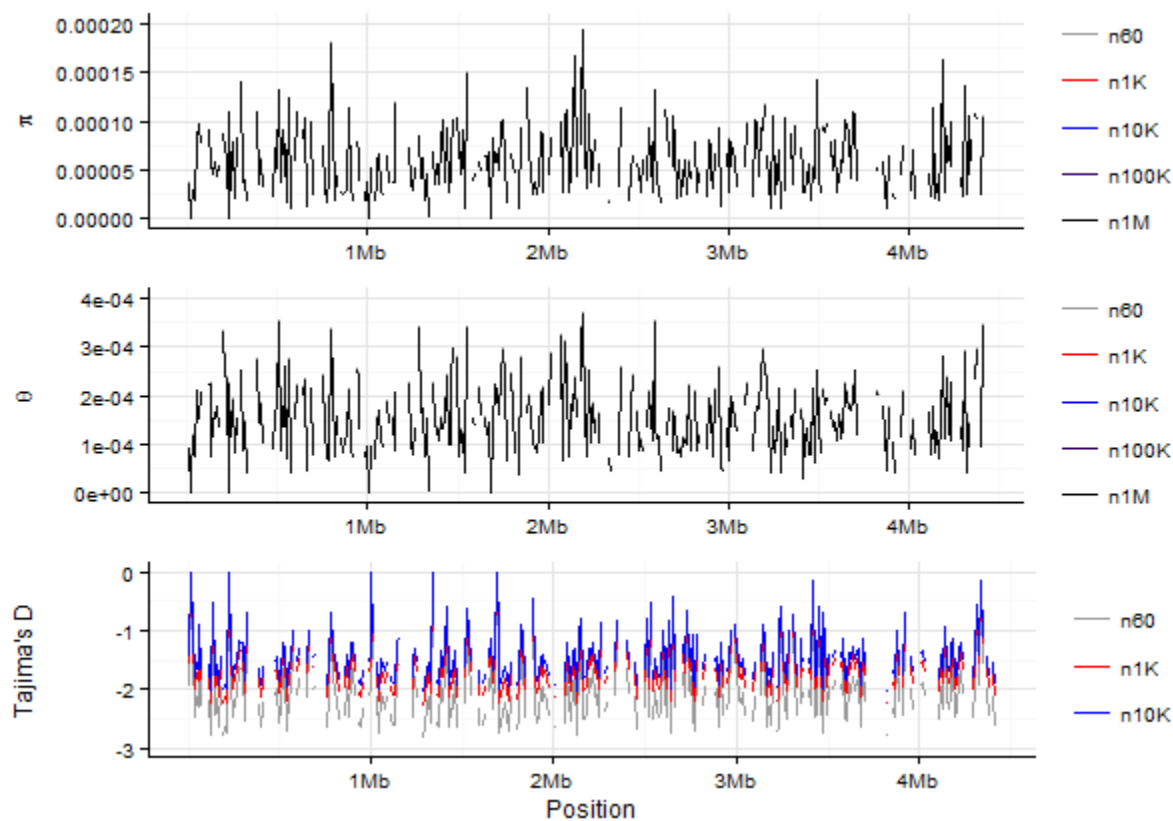 0.00020
0.00015
0.00010
0.00005
0.00000
π
1Mb 2Mb 3Mb 4Mb
n60
n1K
n10K
n100K
n1M
4e-04
3e-04
2e-04
1e-04
0e+00
θ
1Mb 2Mb 3Mb 4Mb
n60
n1K
n10K
n100K
n1M
0
-1
-2
-3
Tajima's D
1Mb 2Mb 3Mb 4Mb
Position
n60
n1K
n10K